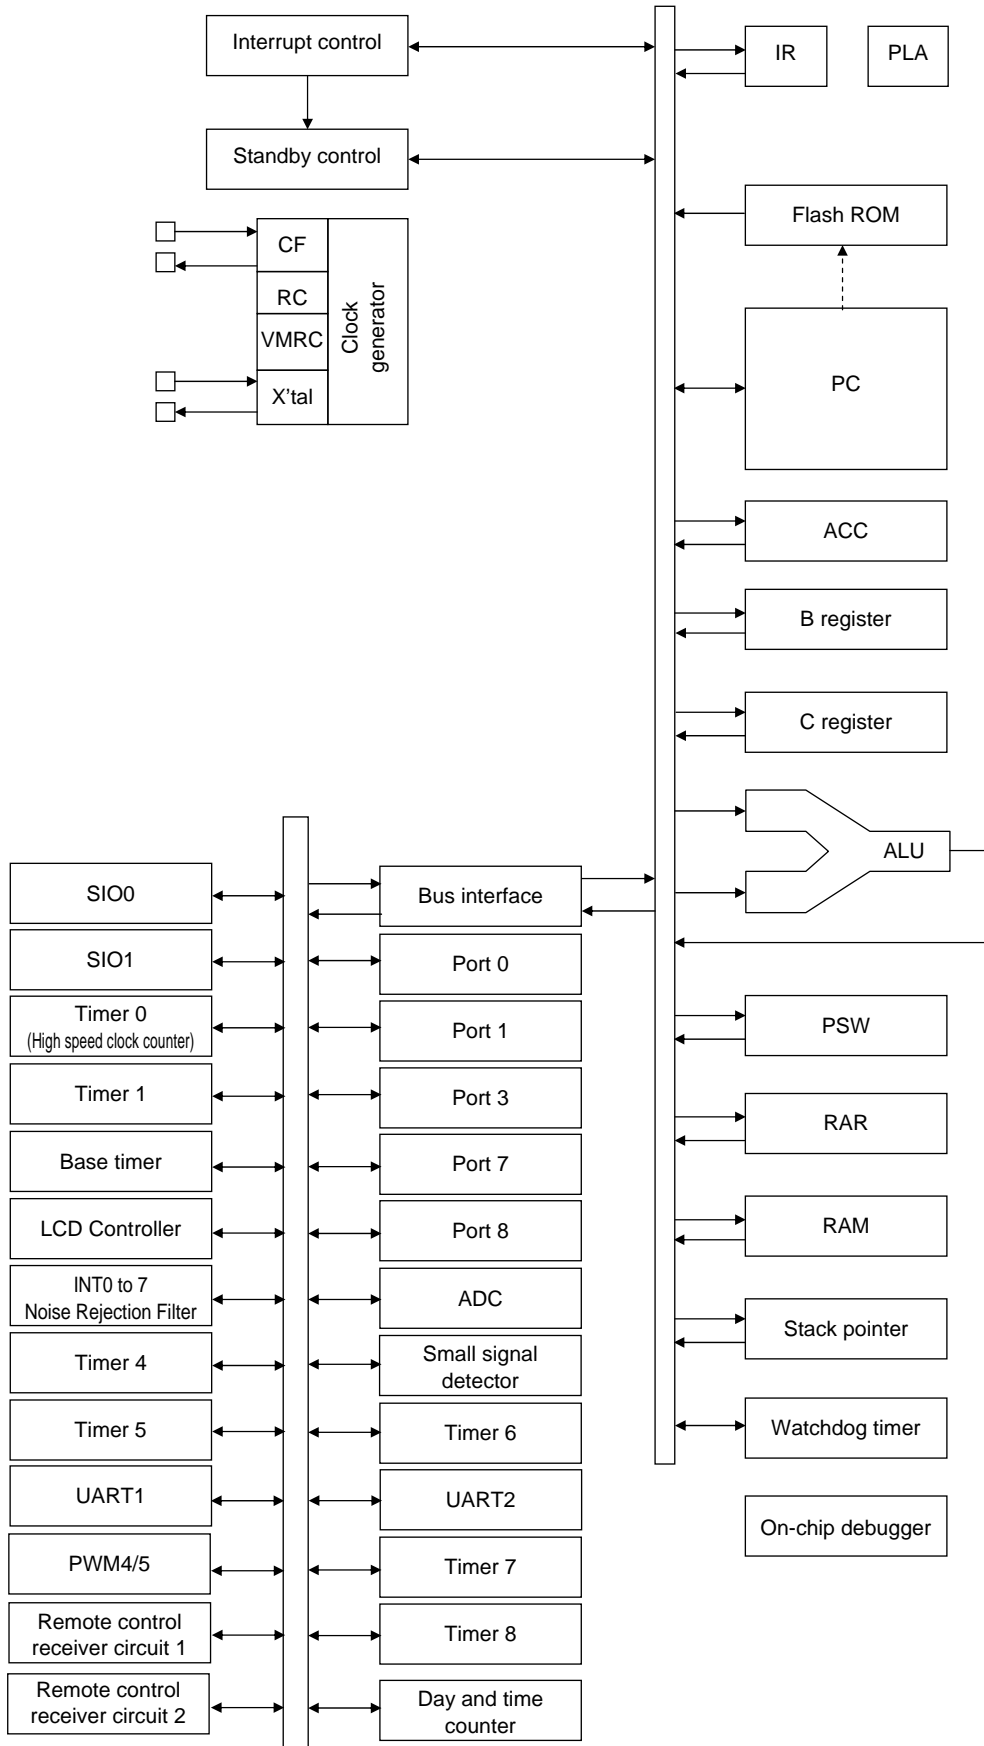 Interrupt control
IR
PLA
Standby control
Flash ROM
CF
RC
VMRC
X'tal
Clock
generator
PC
ACC
B register
C register
ALU
SIO0
Bus interface
SIO1
Port 0
Timer 0
(High speed clock counter)
Port 1
PSW
Timer 1
Port 3
RAR
Base timer
Port 7
LCD Controller
Port 8
RAM
INT0 to 7
Noise Rejection Filter
ADC
Stack pointer
Timer 4
Small signal
detector
Timer 5
Timer 6
Watchdog timer
UART1
UART2
On-chip debugger
PWM4/5
Timer 7
Remote control
receiver circuit 1
Timer 8
Remote control
receiver circuit 2
Day and time
counter